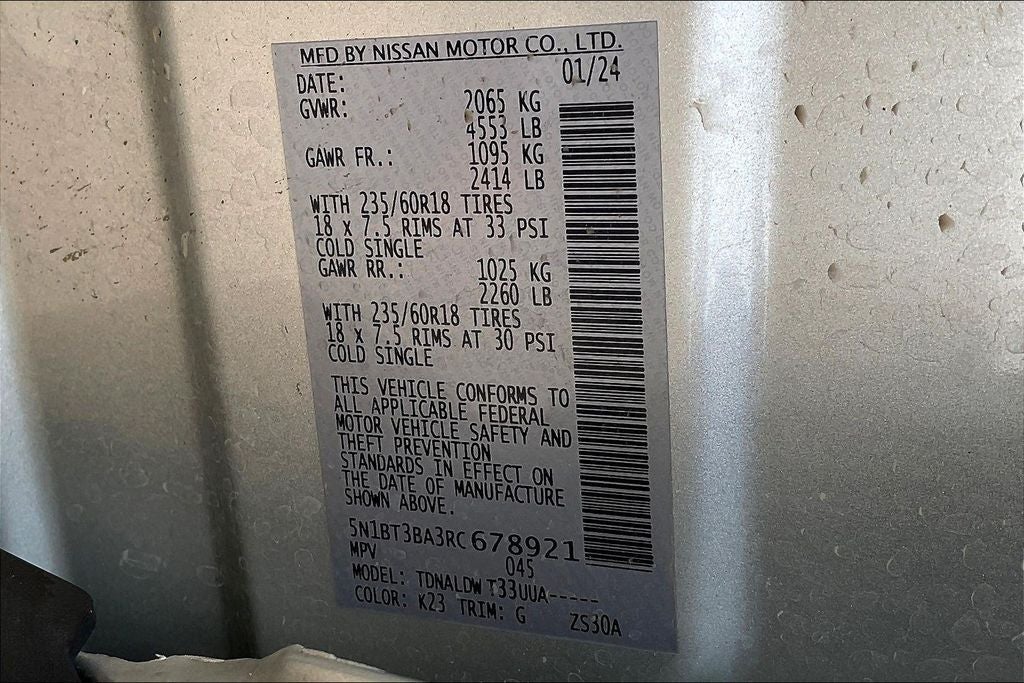 MFD BY NISSAN MOTOR CO., LTD.
DATE: 01/24
GVWR: 2065 KG
4553 LB
GAWR FR.: 1095 KG
2414 LB
WITH 235/60R18 TIRES
18 x 7.5 RIMS AT 33 PSI
COLD SINGLE
GAWR RR.: 1025 KG
2260 LB
WITH 235/60R18 TIRES
18 x 7.5 RIMS AT 30 PSI
COLD SINGLE
THIS VEHICLE CONFORMS TO
ALL APPLICABLE FEDERAL
MOTOR VEHICLE SAFETY AND
THEFT PREVENTION
STANDARDS IN EFFECT ON
THE DATE OF MANUFACTURE
SHOWN ABOVE.
5N1BT3BA3RC678921
MPV 045
MODEL: TDNALDW T33UUA-----
COLOR: K23 TRIM: G ZS30A